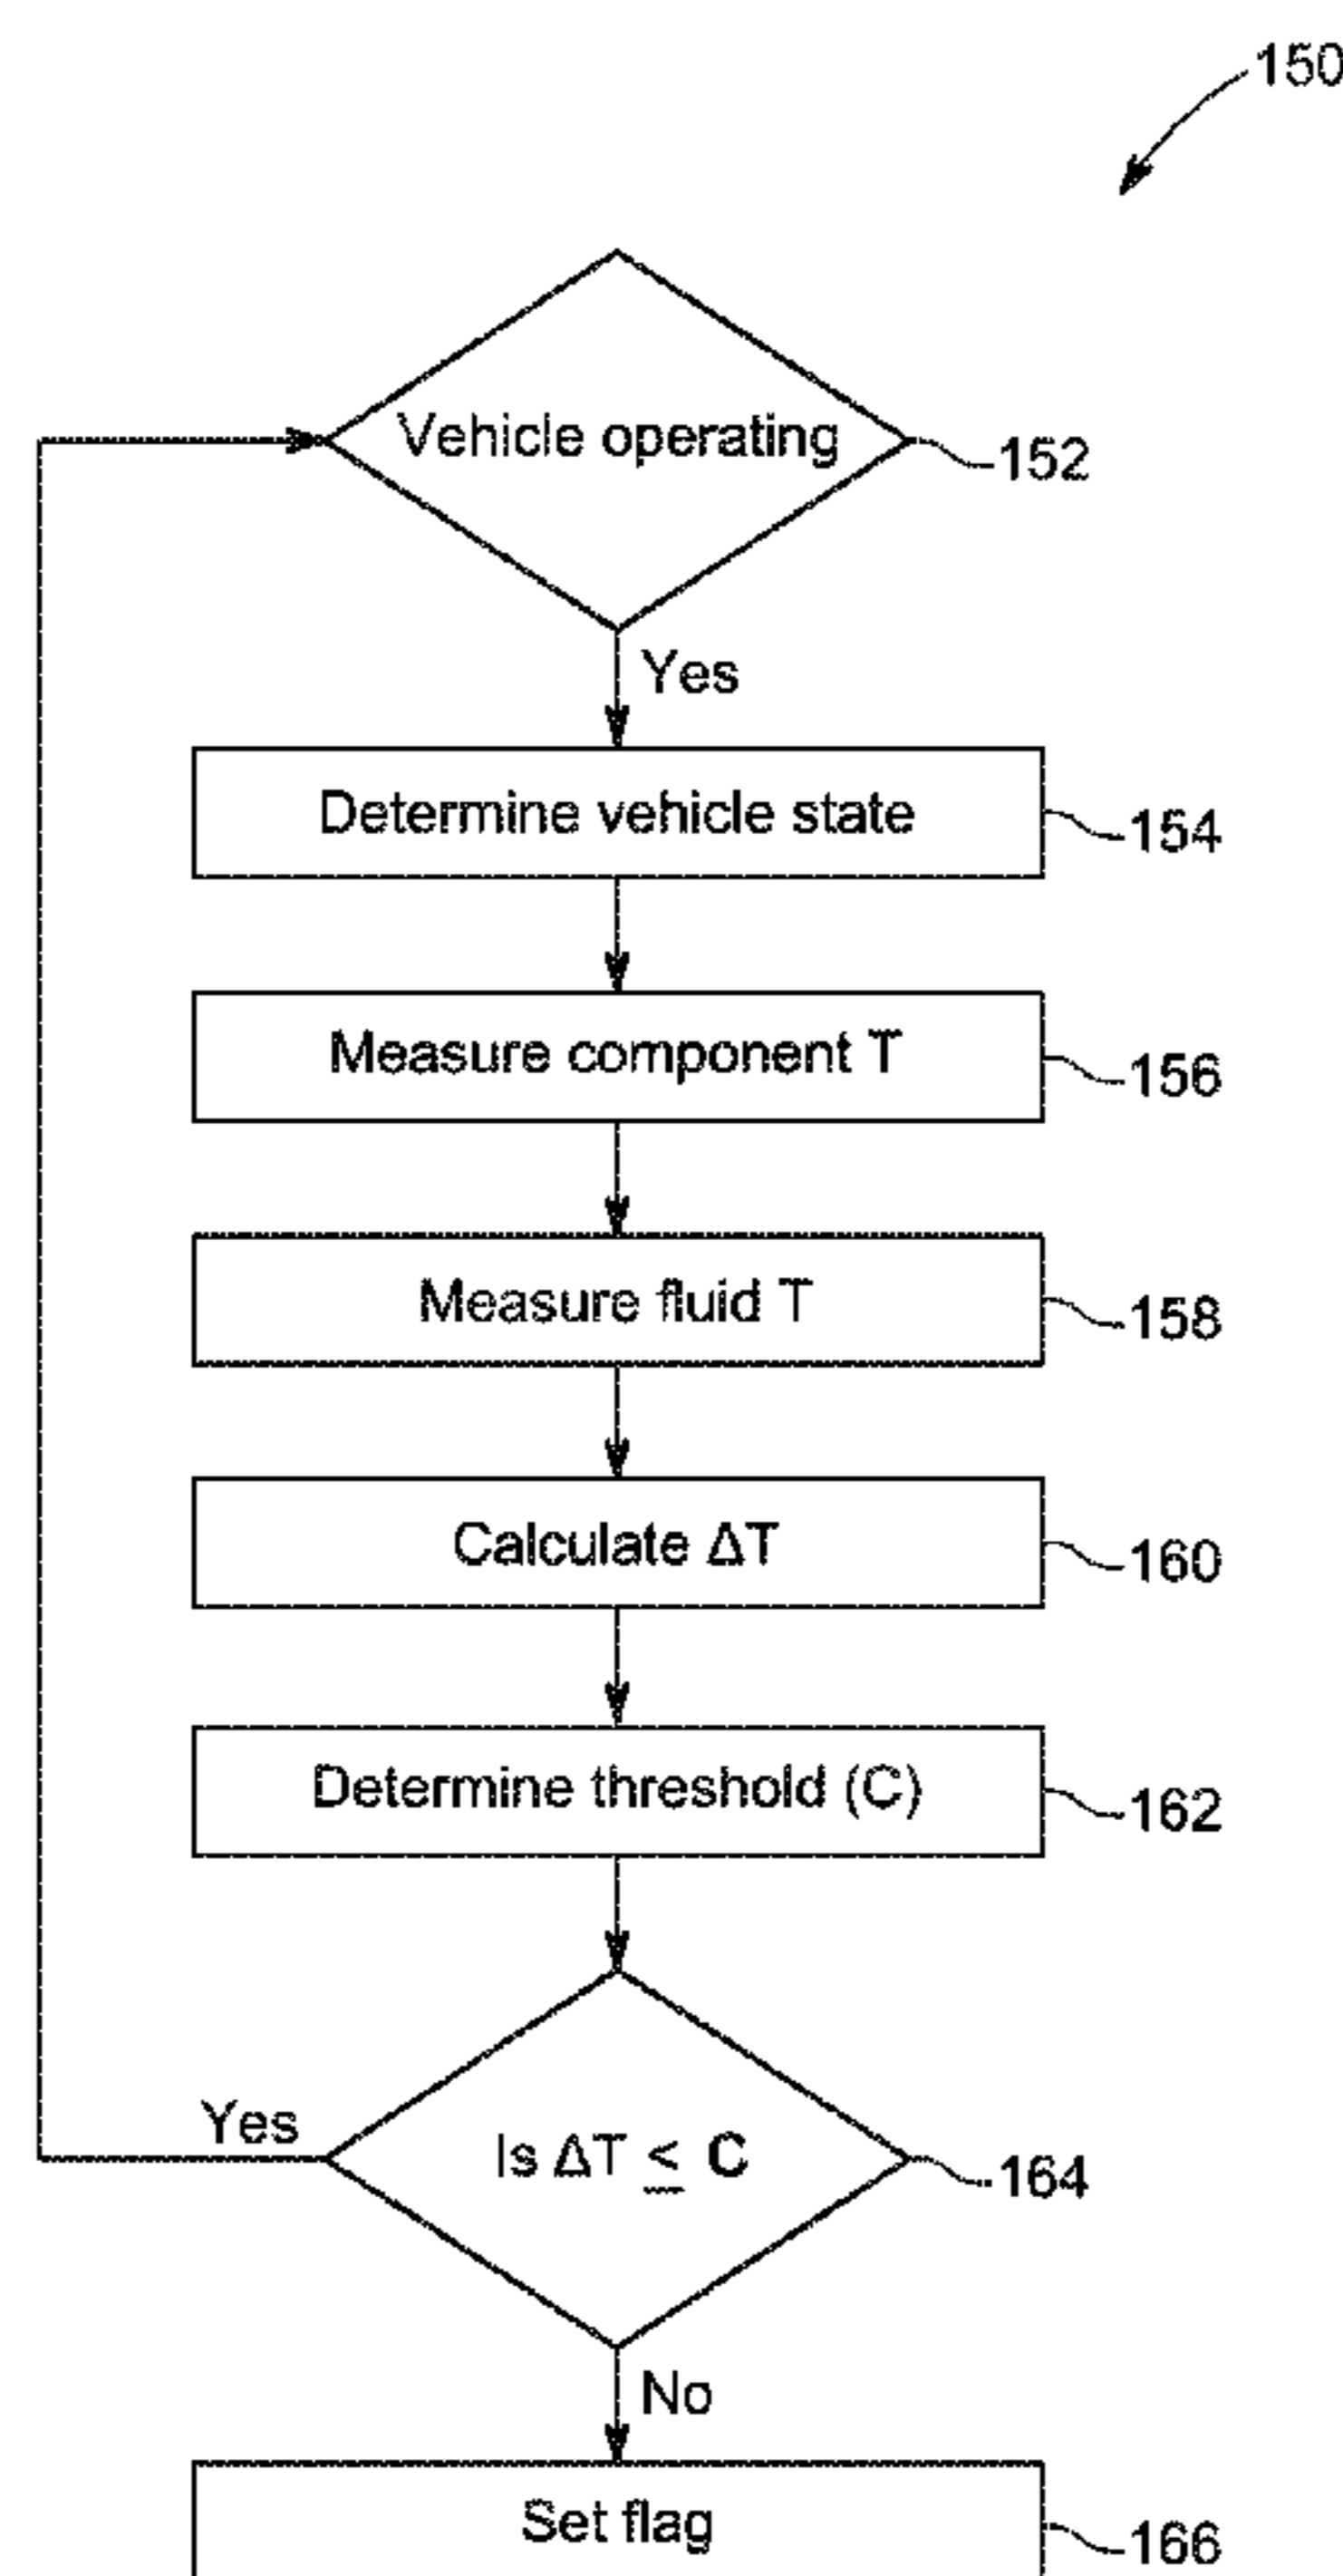 150
Vehicle operating
152
Yes
Determine vehicle state
154
Measure component T
156
Measure fluid T
158
Calculate ΔT
160
Determine threshold (C)
162
Yes
Is ΔT ≤ C
164
No
Set flag
166